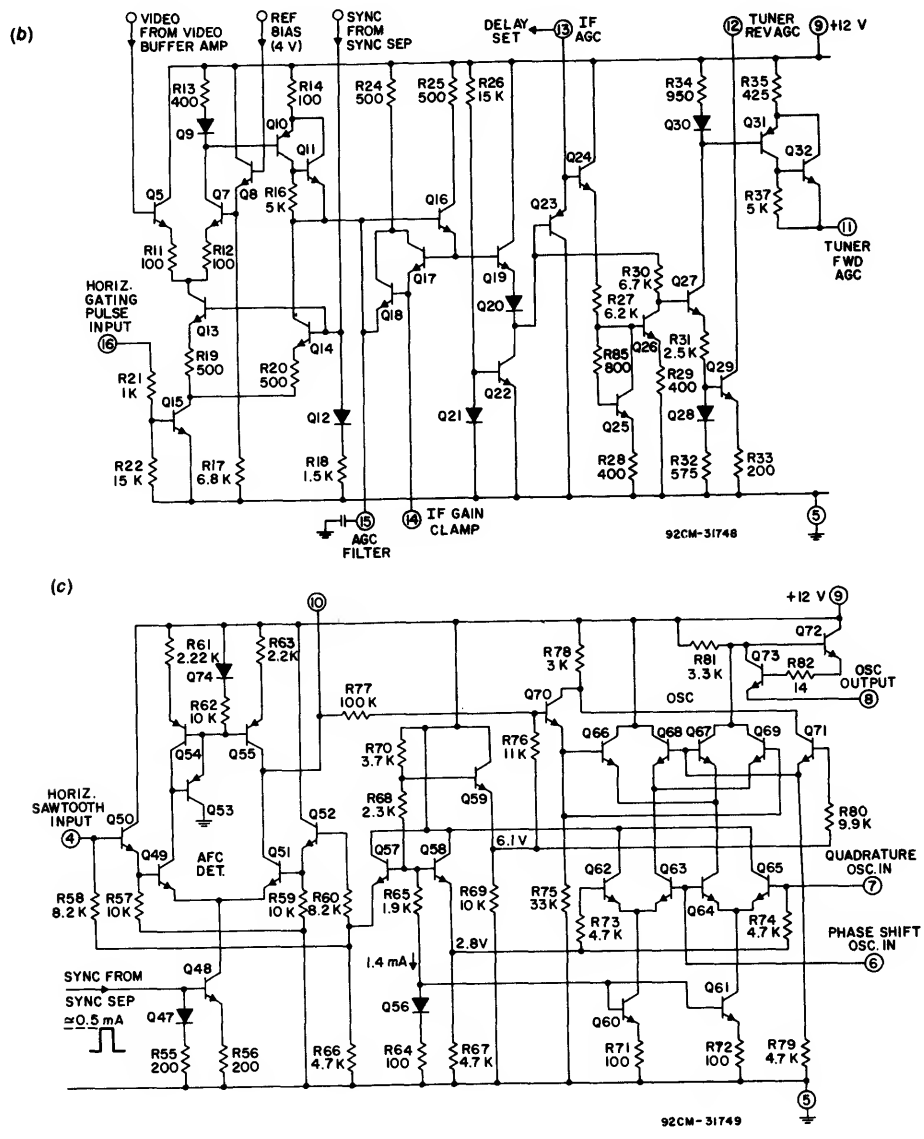 (b)
VIDEO FROM VIDEO BUFFER AMP
REF BIAS (4 V)
SYNC FROM SYNC SEP
DELAY SET
13 IF AGC
12 TUNER REV AGC
9 +12 V
R13 400
Q9
R14 100
Q10
Q11
R24 500
R25 500
R26 15 K
R34 950
Q30
R35 425
Q31
Q32
Q5
Q7
Q8
R16 5 K
Q16
Q24
Q23
R37 5 K
11 TUNER FWD AGC
R11 100
R12 100
Q17
Q19
R30 6.7 K
Q27
HORIZ. GATING PULSE INPUT
16
Q13
Q14
Q18
Q20
R27 6.2 K
Q26
R31 2.5 K
Q29
R21 1 K
R19 500
R20 500
Q22
R85 800
R29 400
Q28
Q15
Q12
Q21
Q25
R22 15 K
R17 6.8 K
R18 1.5 K
R28 400
R32 575
R33 200
15 AGC FILTER
14 IF GAIN CLAMP
5
92CM-31748
(c)
10
+12 V 9
R61 2.22 K
Q74
R63 2.2K
R62 10 K
R77 100 K
R78 3 K
R81 3.3 K
Q72
Q73
R82 14
OSC OUTPUT
8
Q70
OSC
Q54
Q55
Q53
R70 3.7 K
R76 11 K
Q66
Q68
Q67
Q69
Q71
HORIZ. SAWTOOTH INPUT
4
Q50
Q52
R68 2.3 K
Q59
R80 9.9 K
Q49
AFC DET.
Q51
Q57
Q58
6.1 V
Q62
Q63
Q65
QUADRATURE OSC. IN
7
R58 8.2 K
R57 10 K
R59 10 K
R60 8.2 K
R65 1.9 K
R69 10 K
R75 33 K
R73 4.7 K
Q64
R74 4.7 K
2.8V
PHASE SHIFT OSC. IN
6
SYNC FROM SYNC SEP
≃0.5 mA
Q48
1.4 mA
Q47
Q56
Q60
Q61
R55 200
R56 200
R66 4.7 K
R64 100
R67 4.7 K
R71 100
R72 100
R79 4.7 K
5
92CM-31749